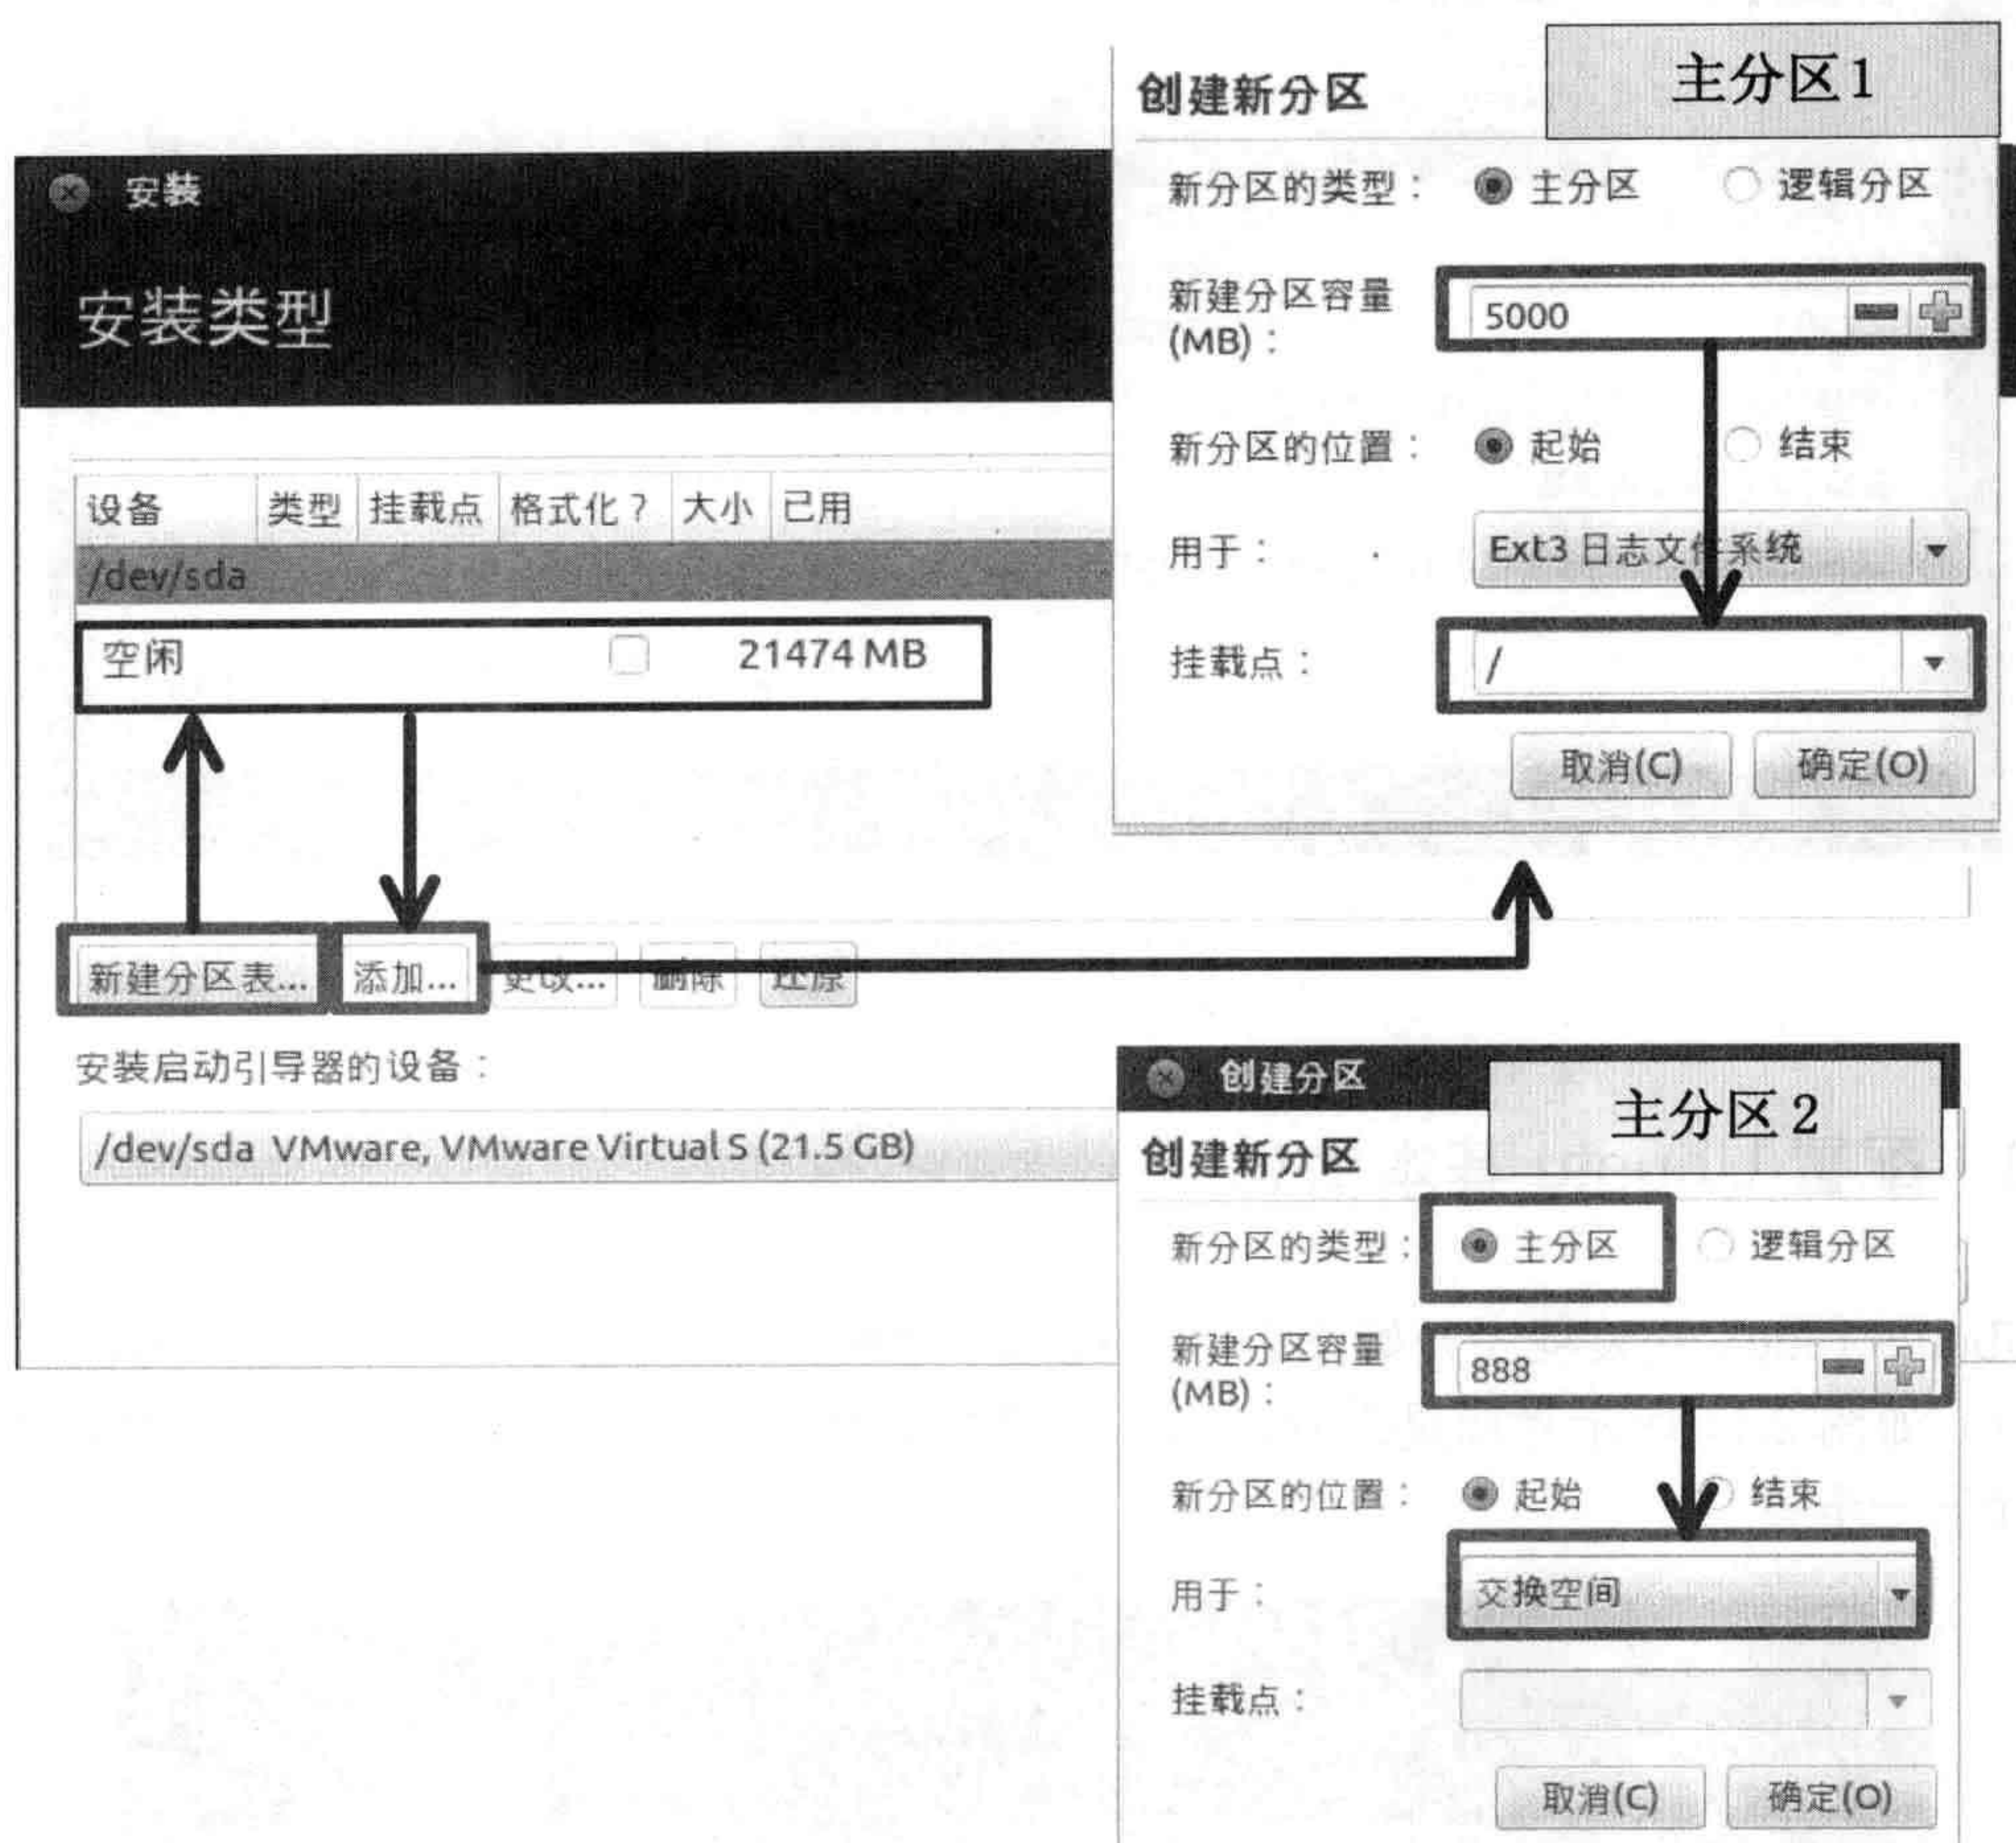 安装
安装类型
设备 类型 挂载点 格式化？ 大小 已用
/dev/sda
空闲 21474 MB
新建分区表... 添加... 更改... 删除 还原
安装启动引导器的设备：
/dev/sda VMware, VMware Virtual S (21.5 GB)
主分区1
创建新分区
新分区的类型： 主分区 逻辑分区
新建分区容量
(MB)： 5000
新分区的位置： 起始 结束
用于： Ext3 日志文件系统
挂载点： /
取消(C) 确定(O)
创建分区
主分区2
创建新分区
新分区的类型： 主分区 逻辑分区
新建分区容量
(MB)： 888
新分区的位置： 起始 结束
用于： 交换空间
挂载点：
取消(C) 确定(O)